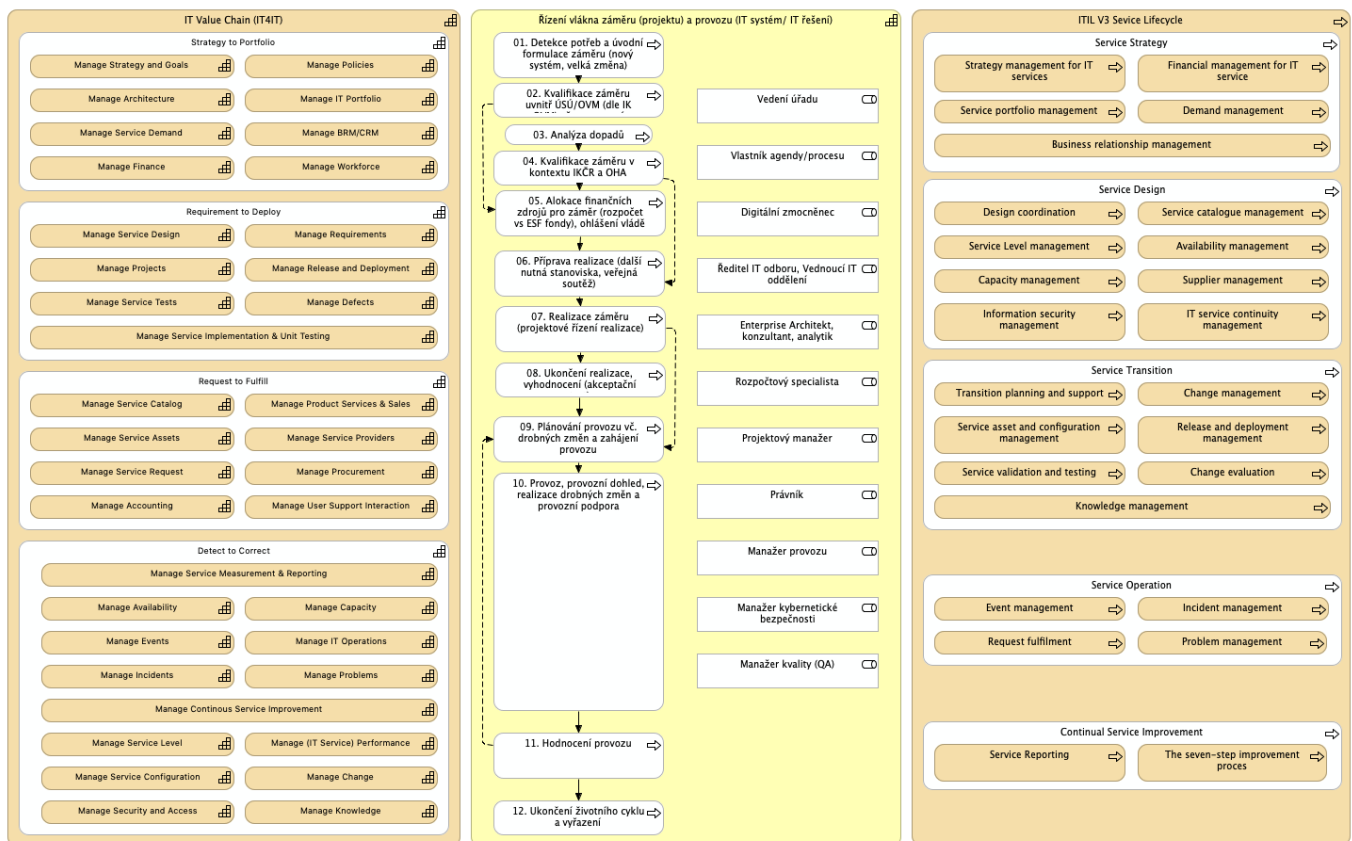 IT Value Chain (IT4IT)
Strategy to Portfolio
Manage Strategy and Goals
Manage Policies
Manage Architecture
Manage IT Portfolio
Manage Service Demand
Manage BRM/CRM
Manage Finance
Manage Workforce
Requirement to Deploy
Manage Service Design
Manage Requirements
Manage Projects
Manage Release and Deployment
Manage Service Tests
Manage Defects
Manage Service Implementation & Unit Testing
Request to Fulfill
Manage Service Catalog
Manage Product Services & Sales
Manage Service Assets
Manage Service Providers
Manage Service Request
Manage Procurement
Manage Accounting
Manage User Support Interaction
Detect to Correct
Manage Service Measurement & Reporting
Manage Availability
Manage Capacity
Manage Events
Manage IT Operations
Manage Incidents
Manage Problems
Manage Continous Service Improvement
Manage Service Level
Manage (IT Service) Performance
Manage Service Configuration
Manage Change
Manage Security and Access
Manage Knowledge
Řízení vlákna záměru (projektu) a provozu (IT systém/ IT řešení)
01. Detekce potřeb a úvodní
formulace záměru (nový
systém, velká změna)
02. Kvalifikace záměru
uvnitř ÚSÚ/OVM (dle IK
03. Analýza dopadů
04. Kvalifikace záměru v
kontextu IKČR a OHA
05. Alokace finančních
zdrojů pro záměr (rozpočet
vs ESF fondy), ohlášení vládě
06. Příprava realizace (další
nutná stanoviska, veřejná
soutěž)
07. Realizace záměru
(projektové řízení realizace)
08. Ukončení realizace,
vyhodnocení (akceptační
09. Plánování provozu vč.
drobných změn a zahájení
provozu
10. Provoz, provozní dohled,
realizace drobných změn a
provozní podpora
11. Hodnocení provozu
12. Ukončení životního cyklu
a vyřazení
Vedení úřadu
Vlastník agendy/procesu
Digitální zmocněnec
Ředitel IT odboru, Vednoucí IT
oddělení
Enterprise Architekt,
konzultant, analytik
Rozpočtový specialista
Projektový manažer
Právník
Manažer provozu
Manažer kybernetické
bezpečnosti
Manažer kvality (QA)
ITIL V3 Sevice Lifecycle
Service Strategy
Strategy management for IT
services
Financial management for IT
service
Service portfolio management
Demand management
Business relationship management
Service Design
Design coordination
Service catalogue management
Service Level management
Availability management
Capacity management
Supplier management
Information security
management
IT service continuity
management
Service Transition
Transition planning and support
Change management
Service asset and configuration
management
Release and deployment
management
Service validation and testing
Change evaluation
Knowledge management
Service Operation
Event management
Incident management
Request fulfilment
Problem management
Continual Service Improvement
Service Reporting
The seven-step improvement
proces